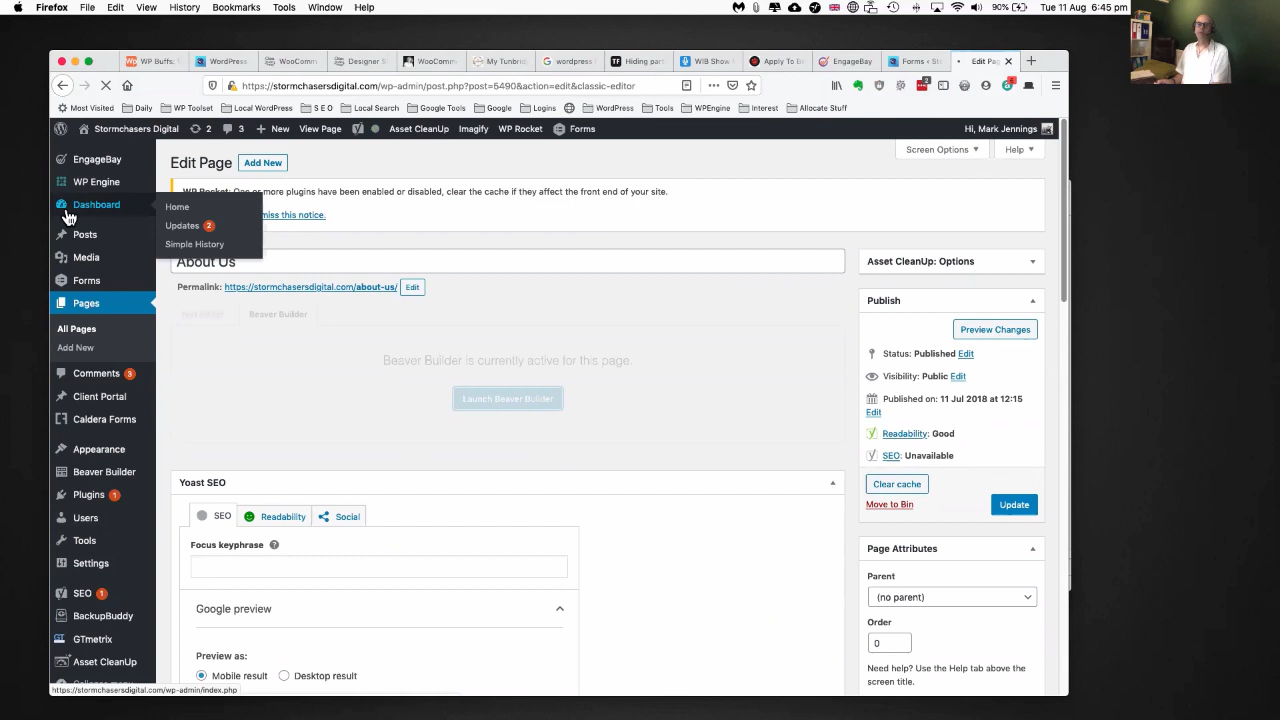 Firefox File Edit View History Bookmarks Tools Window Help 90% Tue 11 Aug 6:45 pm
WP Buffs: WordPress WooComm Designer S WooComm My Tunbrid wordpress Hiding part WIB Show Apply To Be EngageBay Forms ‹ St Edit Page
https://stormchasersdigital.com/wp-admin/post.php?post=5490&action=edit&classic-editor
Most Visited Daily WP Toolset Local WordPress S E O Local Search Google Tools Google Logins WordPress Tools WPEngine Interest Allocate Stuff
Stormchasers Digital 2 3 New View Page Asset CleanUp Imagify WP Rocket Forms Hi, Mark Jennings
EngageBay
WP Engine
Dashboard
Posts
Media
Forms
Pages
All Pages
Add New
Comments 3
Client Portal
Caldera Forms
Appearance
Beaver Builder
Plugins 1
Users
Tools
Settings
SEO 1
BackupBuddy
GTmetrix
Asset CleanUp
https://stormchasersdigital.com/wp-admin/index.php
Home
Updates 2
Simple History
Screen Options Help
Edit Page Add New
WP Rocket: One or more plugins have been enabled or disabled, clear the cache if they affect the front end of your site.
miss this notice.
About Us
Permalink: https://stormchasersdigital.com/about-us/ Edit
Beaver Builder
Beaver Builder is currently active for this page.
Launch Beaver Builder
Yoast SEO
SEO Readability Social
Focus keyphrase
Google preview
Preview as:
Mobile result Desktop result
Asset CleanUp: Options
Publish
Preview Changes
Status: Published Edit
Visibility: Public Edit
Published on: 11 Jul 2018 at 12:15
Edit
Readability: Good
SEO: Unavailable
Clear cache
Move to Bin Update
Page Attributes
Parent
(no parent)
Order
0
Need help? Use the Help tab above the
screen title.